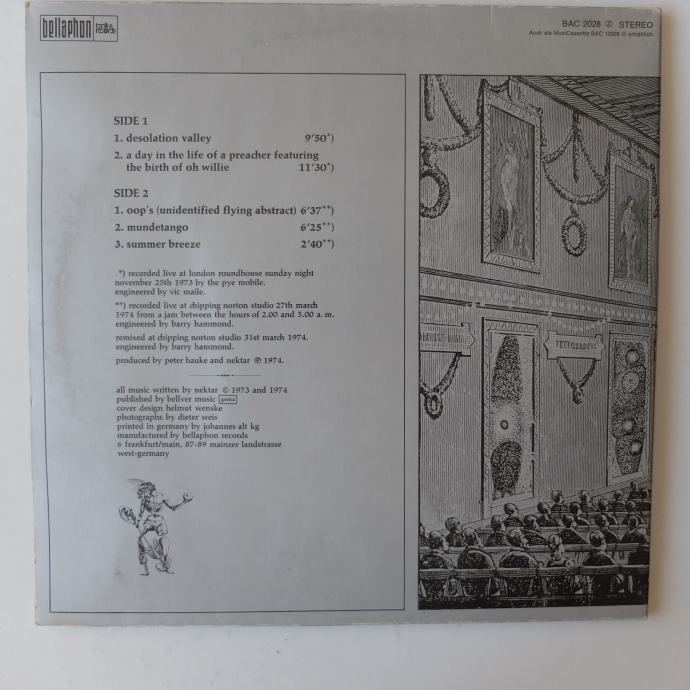 bellaphon
BAC 2028 Ⓩ STEREO
Auch als MusiCassette BAC 12028 Ⓩ erhältlich
SIDE 1
1. desolation valley 9'50*)
2. a day in the life of a preacher featuring
the birth of oh willie 11'30*)
SIDE 2
1. oop's (unidentified flying abstract) 6'37**)
2. mundetango 6'25**)
3. summer breeze 2'40**)
*) recorded live at london roundhouse sunday night
november 25th 1973 by the pye mobile.
engineered by vic maile.
**) recorded live at chipping norton studio 27th march
1974 from a jam between the hours of 2.00 and 5.00 a. m.
engineered by barry hammond.
remixed at chipping norton studio 31st march 1974.
engineered by barry hammond.
produced by peter hauke and nektar ℗ 1974.
all music written by nektar © 1973 and 1974
published by bellver music gema
cover design helmut wenske
photographs by dieter weis
printed in germany by johannes alt kg
manufactured by bellaphon records
6 frankfurt/main, 87-89 mainzer landstrasse
west-germany